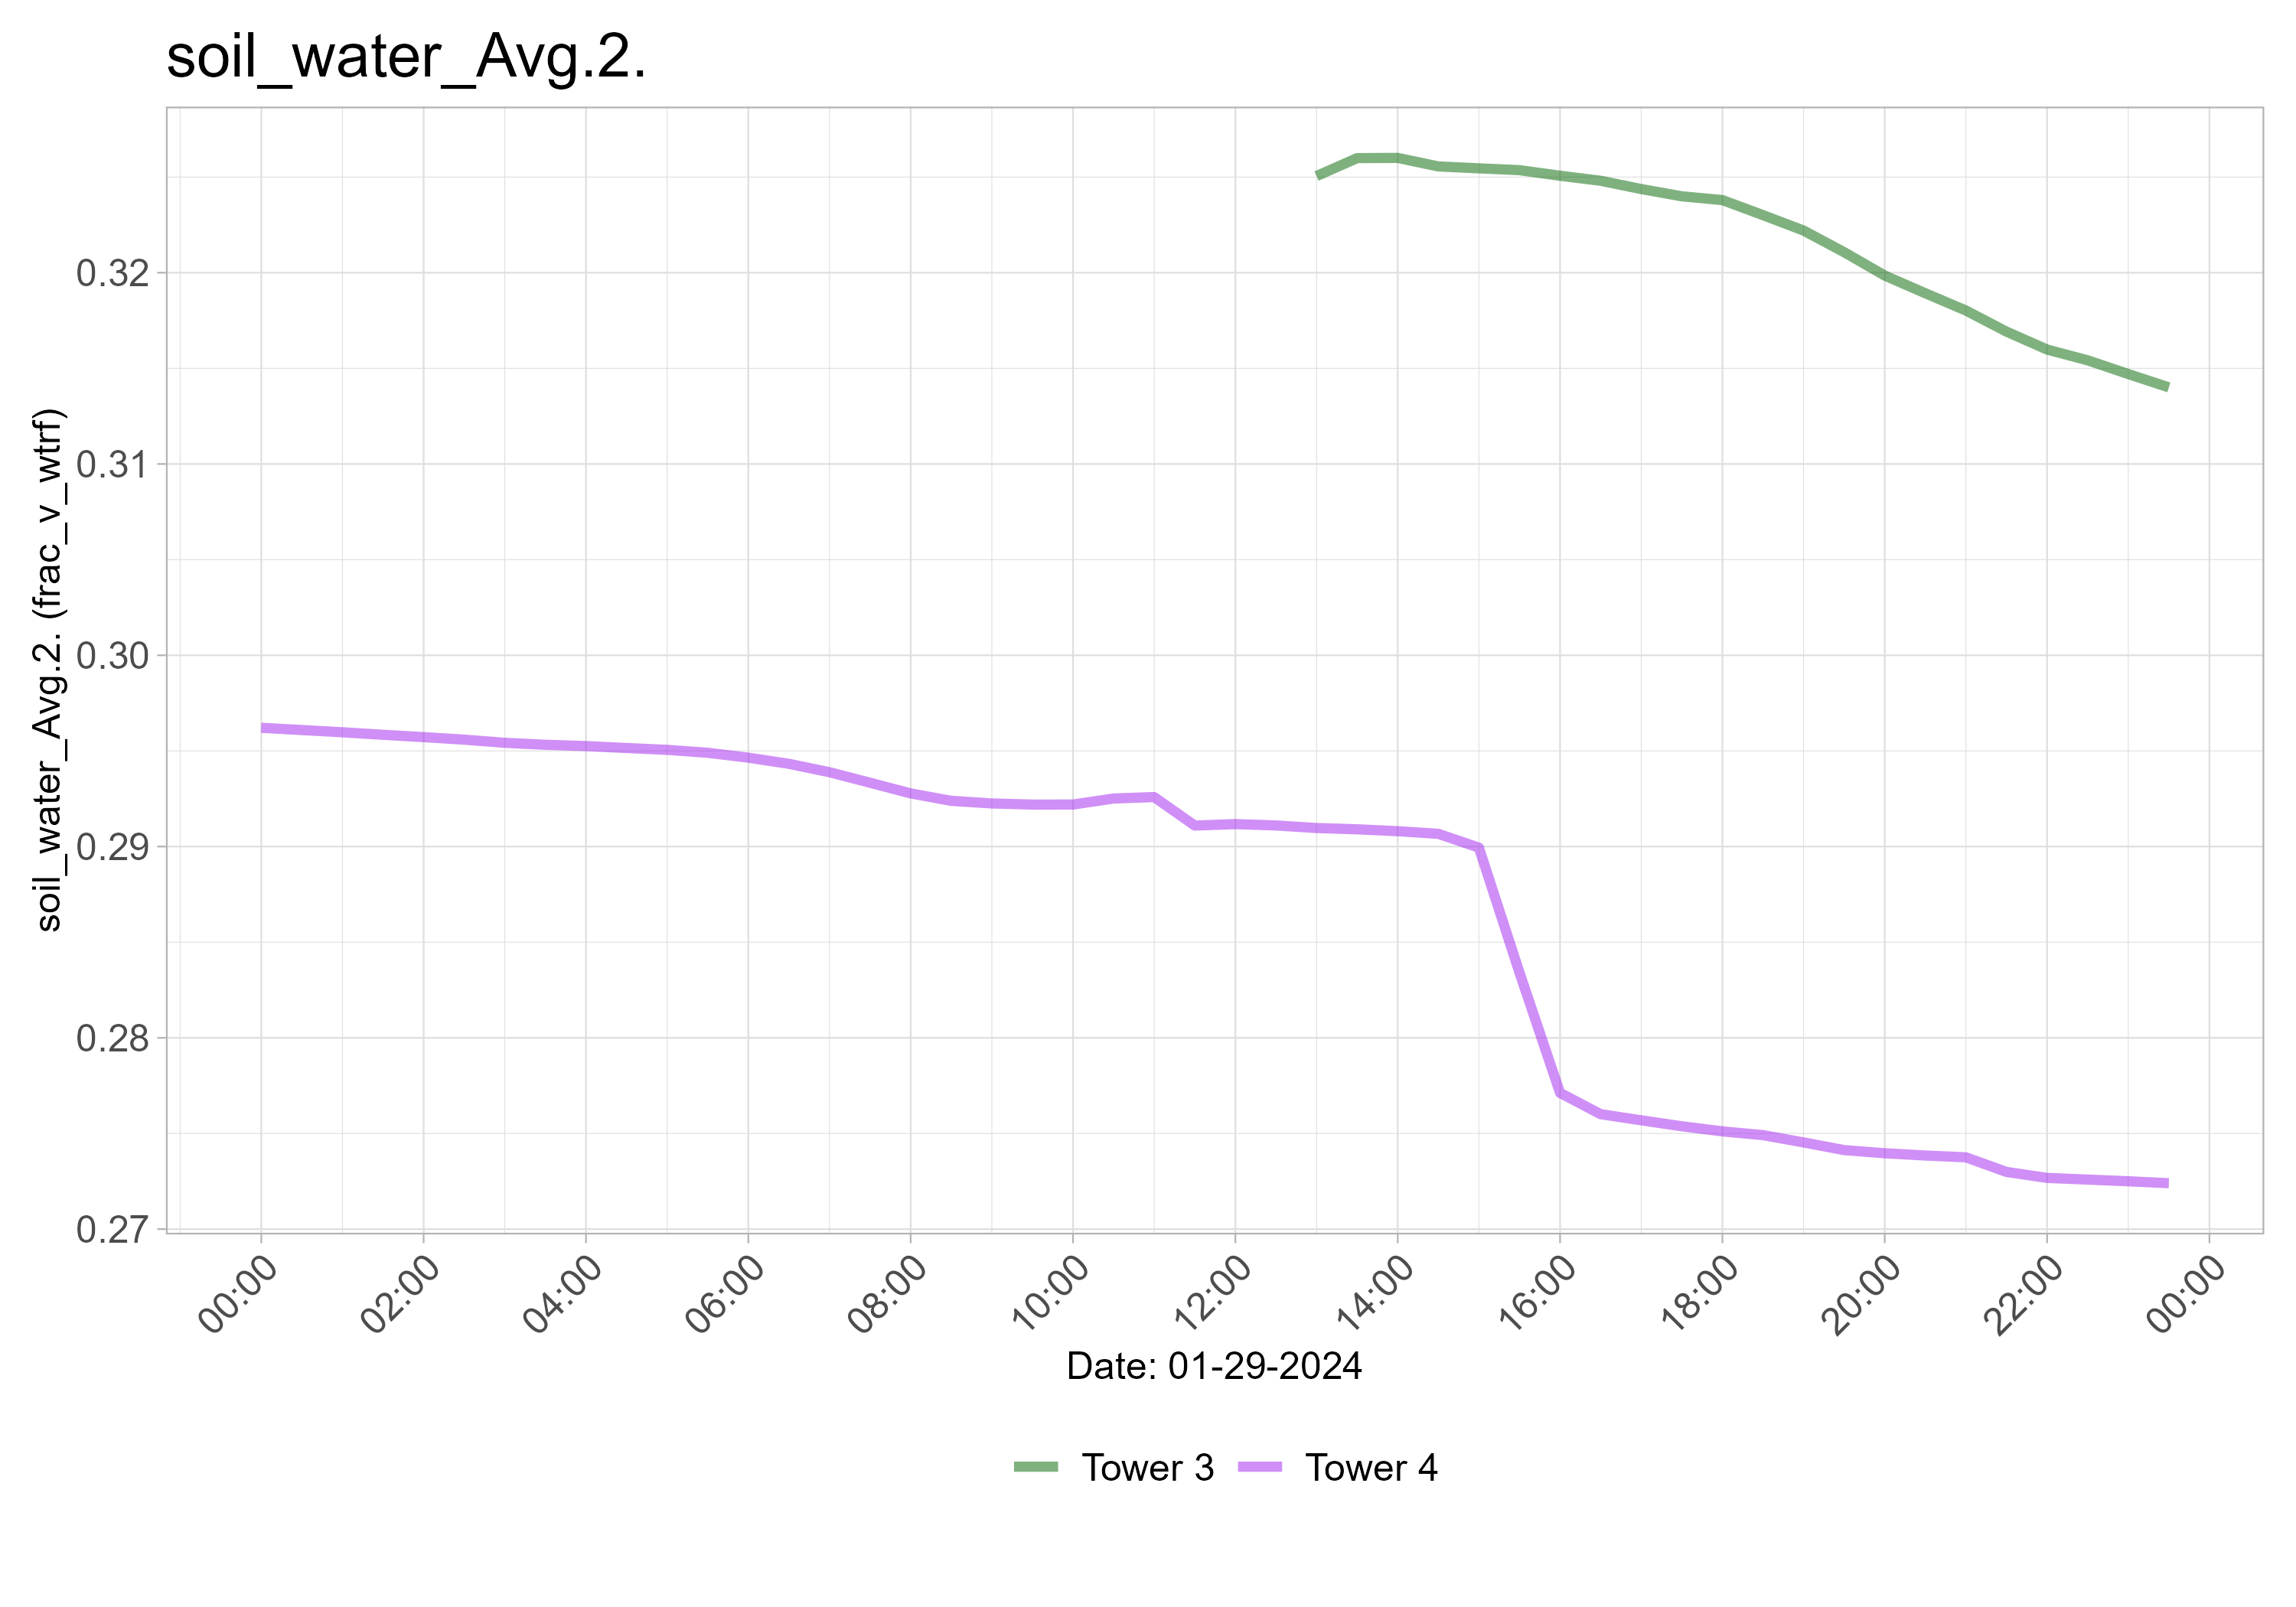 soil_water_Avg.2.
soil_water_Avg.2. (frac_v_wtrf)
0.32
0.31
0.30
0.29
0.28
0.27
00:00 02:00 04:00 06:00 08:00 10:00 12:00 14:00 16:00 18:00 20:00 22:00 00:00
Date: 01-29-2024
Tower 3 Tower 4